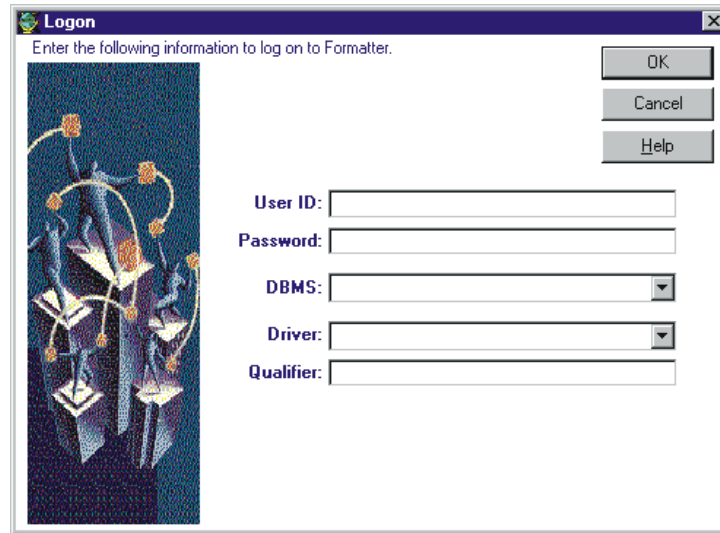 Logon
Enter the following information to log on to Formatter.
OK
Cancel
Help
User ID:
Password:
DBMS:
Driver:
Qualifier: